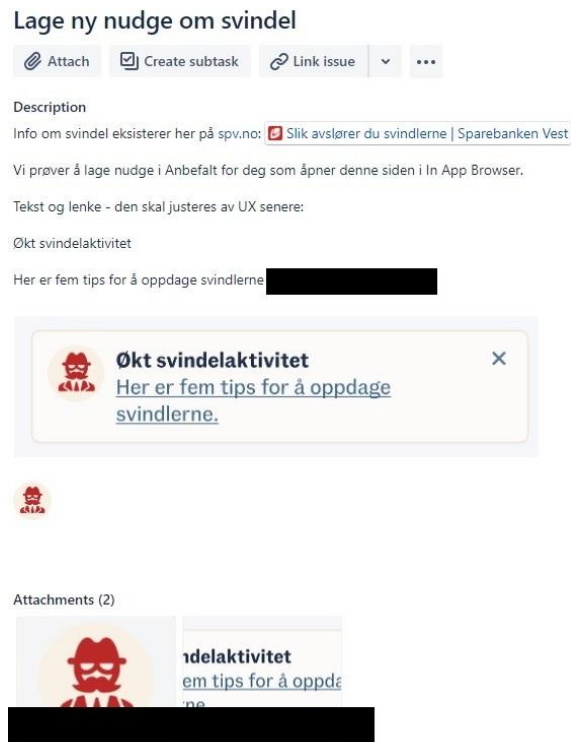 Lage ny nudge om svindel
Attach Create subtask Link issue
Description
Info om svindel eksisterer her på spv.no: Slik avslører du svindlerne | Sparebanken Vest
Vi prøver å lage nudge i Anbefalt for deg som åpner denne siden i In App Browser.
Tekst og lenke - den skal justeres av UX senere:
Økt svindelaktivitet
Her er fem tips for å oppdage svindlerne
Økt svindelaktivitet
Her er fem tips for å oppdage
svindlerne.
Attachments (2)
ndelaktivitet
em tips for å oppda